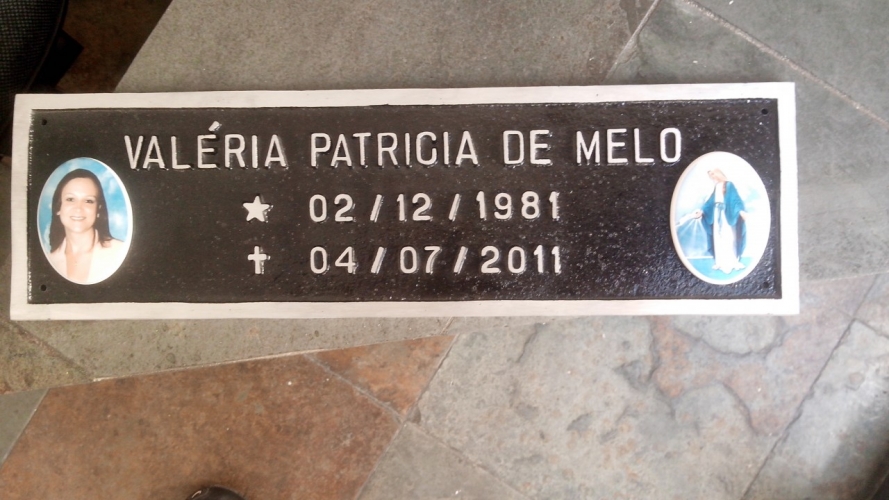 VALÉRIA PATRICIA DE MELO
★ 02/12/1981
✝ 04/07/2011